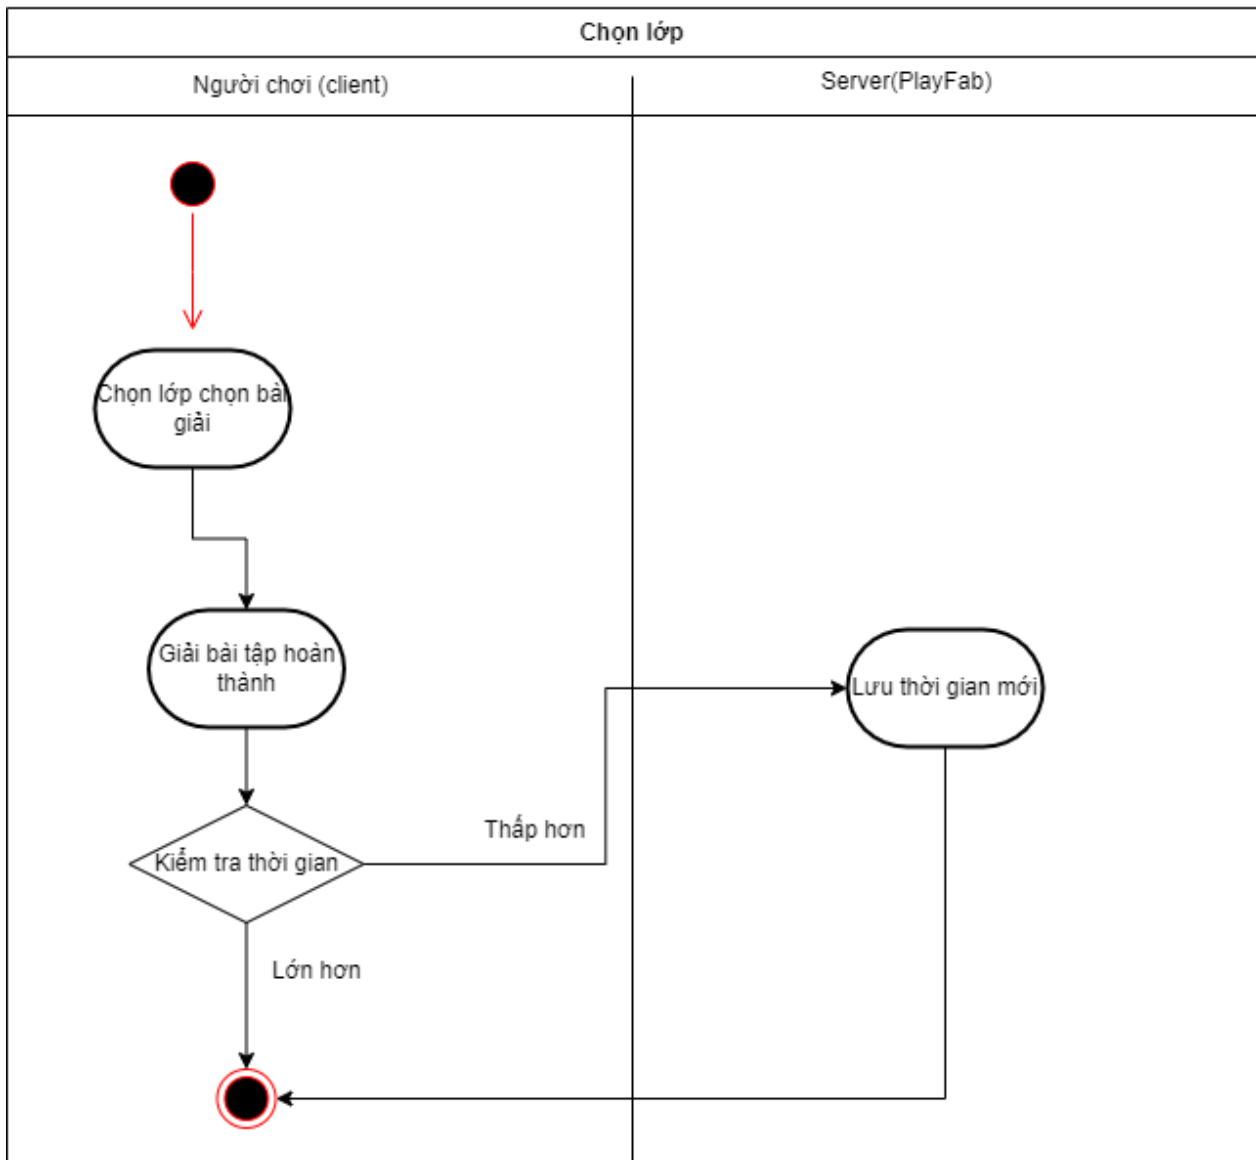 Chọn lớp
Người chơi (client)
Server(PlayFab)
Chọn lớp chọn bài
giải
Giải bài tập hoàn
thành
Lưu thời gian mới
Thấp hơn
Kiểm tra thời gian
Lớn hơn